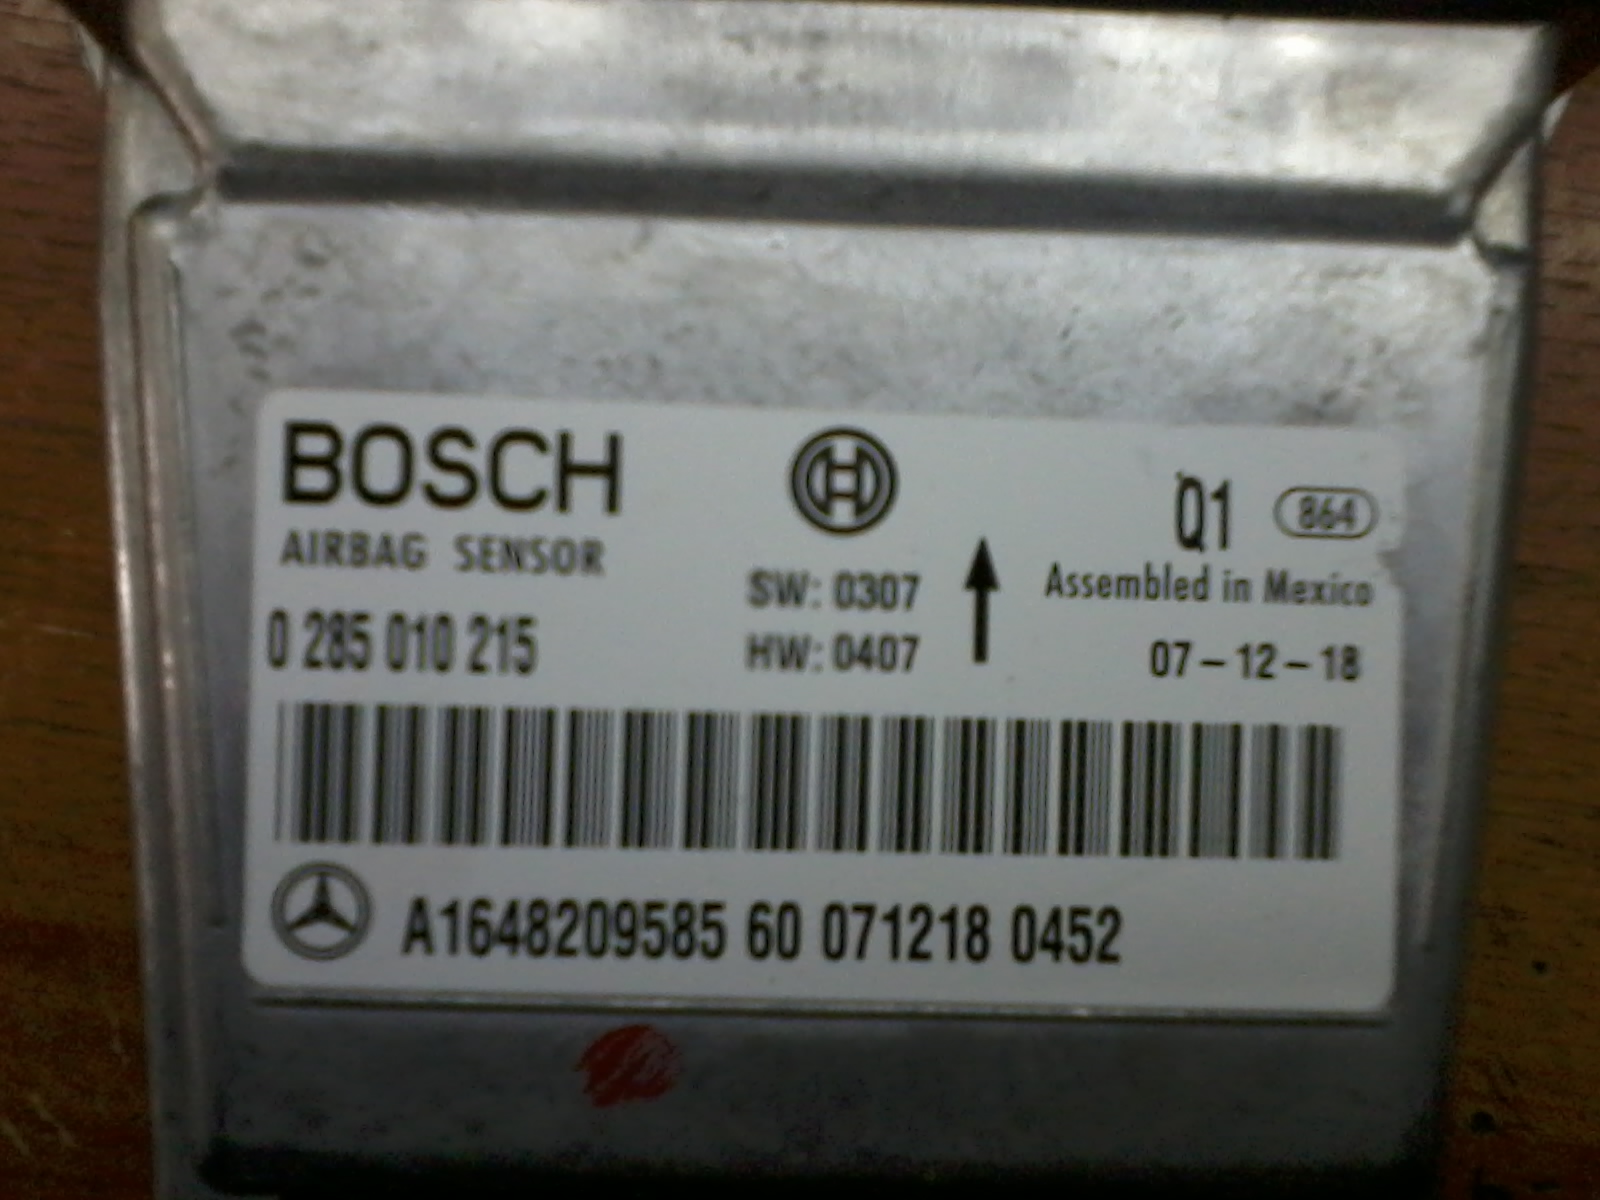 BOSCH
AIRBAG SENSOR
0 285 010 215
SW: 0307
HW: 0407
Q1 864
Assembled in Mexico
07-12-18
A1648209585 60 071218 0452